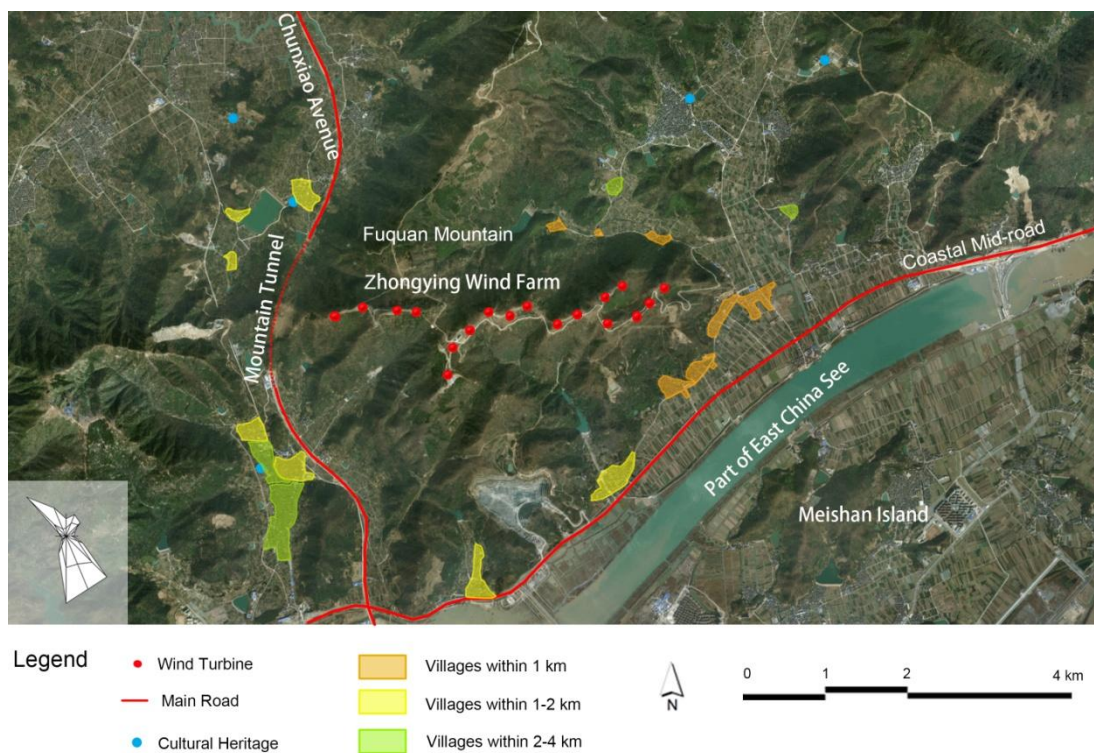 Chunxiao Avenue
Fuquan Mountain
Mountain Tunnel
Zhongying Wind Farm
Coastal Mid-road
Part of East China See
Meishan Island
Legend
Wind Turbine
Main Road
Cultural Heritage
Villages within 1 km
Villages within 1-2 km
Villages within 2-4 km
N
0 1 2 4 km